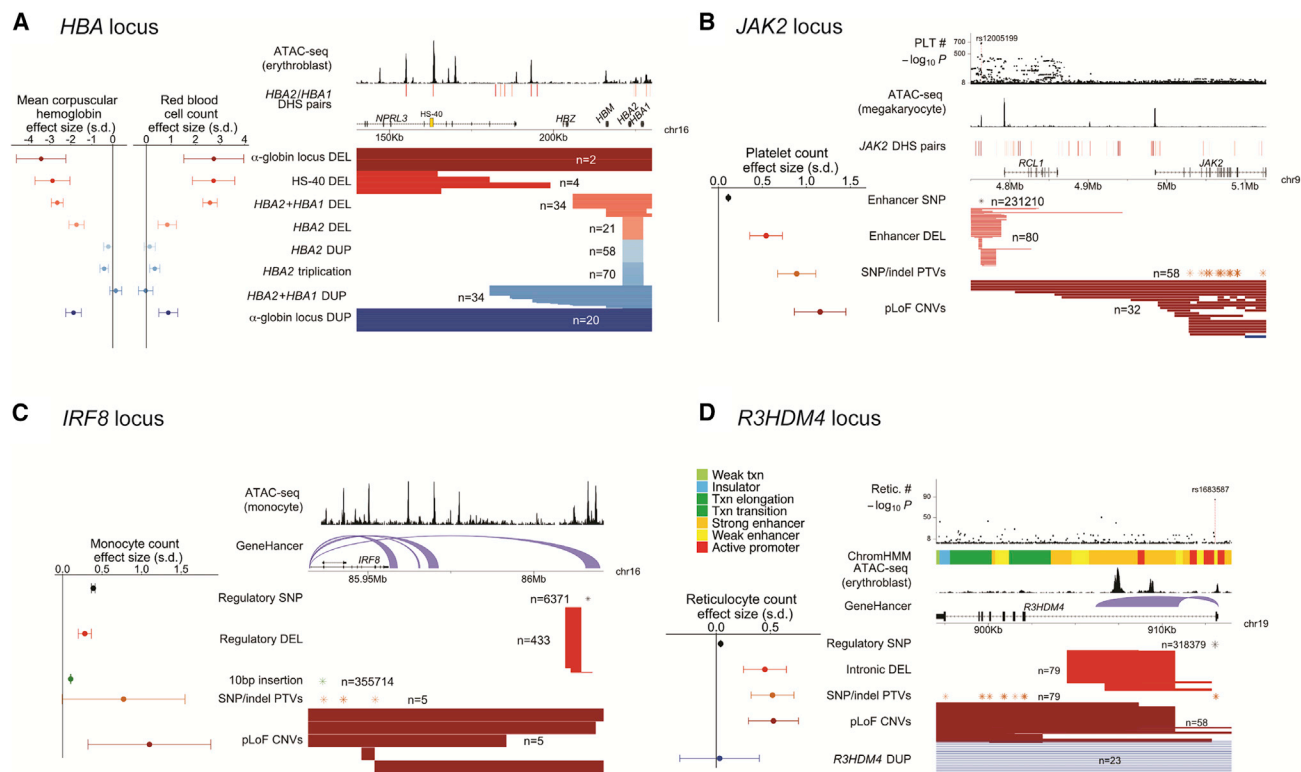 A HBA locus
ATAC-seq
(erythroblast)
HBA2/HBA1
DHS pairs
HS-40
NPRL3
HBZ
HBM
HBA2
HBA1
150Kb
200Kb
chr16
Mean corpuscular
hemoglobin
effect size (s.d.)
-4 -3 -2 -1 0
Red blood
cell count
effect size (s.d.)
0 1 2 3 4
α-globin locus DEL
n=2
HS-40 DEL
n=4
HBA2+HBA1 DEL
n=34
HBA2 DEL
n=21
HBA2 DUP
n=58
HBA2 triplication
n=70
HBA2+HBA1 DUP
n=34
α-globin locus DUP
n=20
B JAK2 locus
PLT #
−log10 P
700
500
8
rs12005199
ATAC-seq
(megakaryocyte)
JAK2 DHS pairs
RCL1
JAK2
4.8Mb
4.9Mb
5Mb
5.1Mb
chr9
Platelet count
effect size (s.d.)
0.0 0.5 1.0 1.5
Enhancer SNP
n=231210
Enhancer DEL
n=80
SNP/indel PTVs
n=58
pLoF CNVs
n=32
C IRF8 locus
ATAC-seq
(monocyte)
GeneHancer
IRF8
85.95Mb
86Mb
chr16
Monocyte count
effect size (s.d.)
0.0 0.5 1.0 1.5
Regulatory SNP
n=6371
Regulatory DEL
n=433
10bp insertion
n=355714
SNP/indel PTVs
n=5
pLoF CNVs
n=5
D R3HDM4 locus
Weak txn
Insulator
Txn elongation
Txn transition
Strong enhancer
Weak enhancer
Active promoter
Retic. #
−log10 P
90
50
8
rs1683587
ChromHMM
ATAC-seq
(erythroblast)
GeneHancer
R3HDM4
900Kb
910Kb
chr19
Reticulocyte count
effect size (s.d.)
0.0 0.5
Regulatory SNP
n=318379
Intronic DEL
n=79
SNP/indel PTVs
n=79
pLoF CNVs
n=58
R3HDM4 DUP
n=23